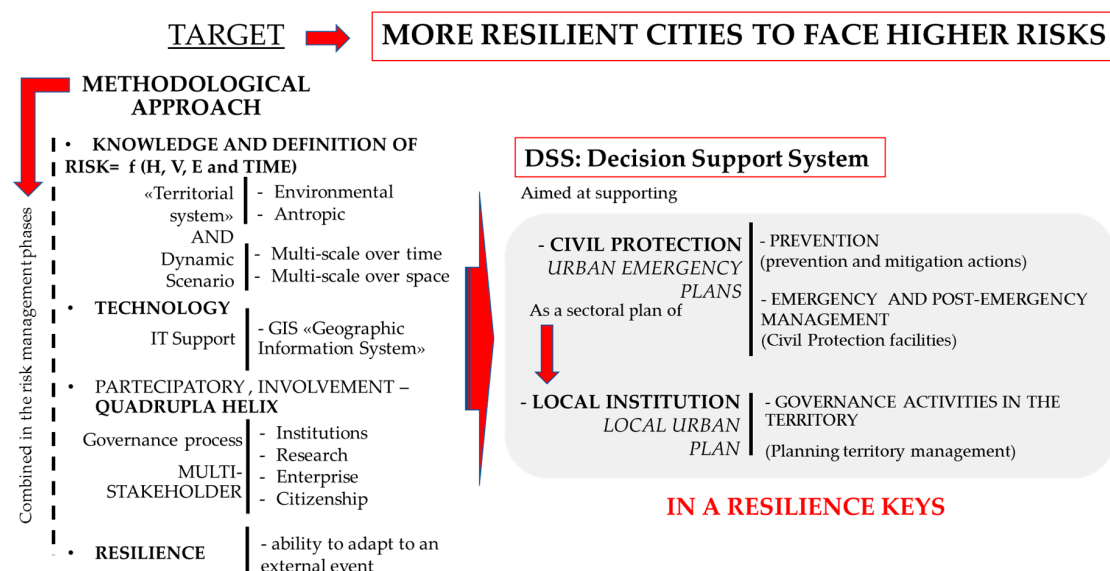 TARGET
MORE RESILIENT CITIES TO FACE HIGHER RISKS
METHODOLOGICAL
APPROACH
Combined in the risk management phases
• KNOWLEDGE AND DEFINITION OF
RISK= f (H, V, E and TIME)
«Territorial
system»
AND
Dynamic
Scenario
- Environmental
- Antropic
- Multi-scale over time
- Multi-scale over space
• TECHNOLOGY
IT Support
- GIS «Geographic
Information System»
• PARTECIPATORY , INVOLVEMENT –
QUADRUPLA HELIX
Governance process
MULTI-
STAKEHOLDER
- Institutions
- Research
- Enterprise
- Citizenship
• RESILIENCE
- ability to adapt to an
external event
DSS: Decision Support System
Aimed at supporting
- CIVIL PROTECTION
URBAN EMERGENCY
PLANS
- PREVENTION
(prevention and mitigation actions)
- EMERGENCY AND POST-EMERGENCY
MANAGEMENT
(Civil Protection facilities)
As a sectoral plan of
- LOCAL INSTITUTION
LOCAL URBAN
PLAN
- GOVERNANCE ACTIVITIES IN THE
TERRITORY
(Planning territory management)
IN A RESILIENCE KEYS